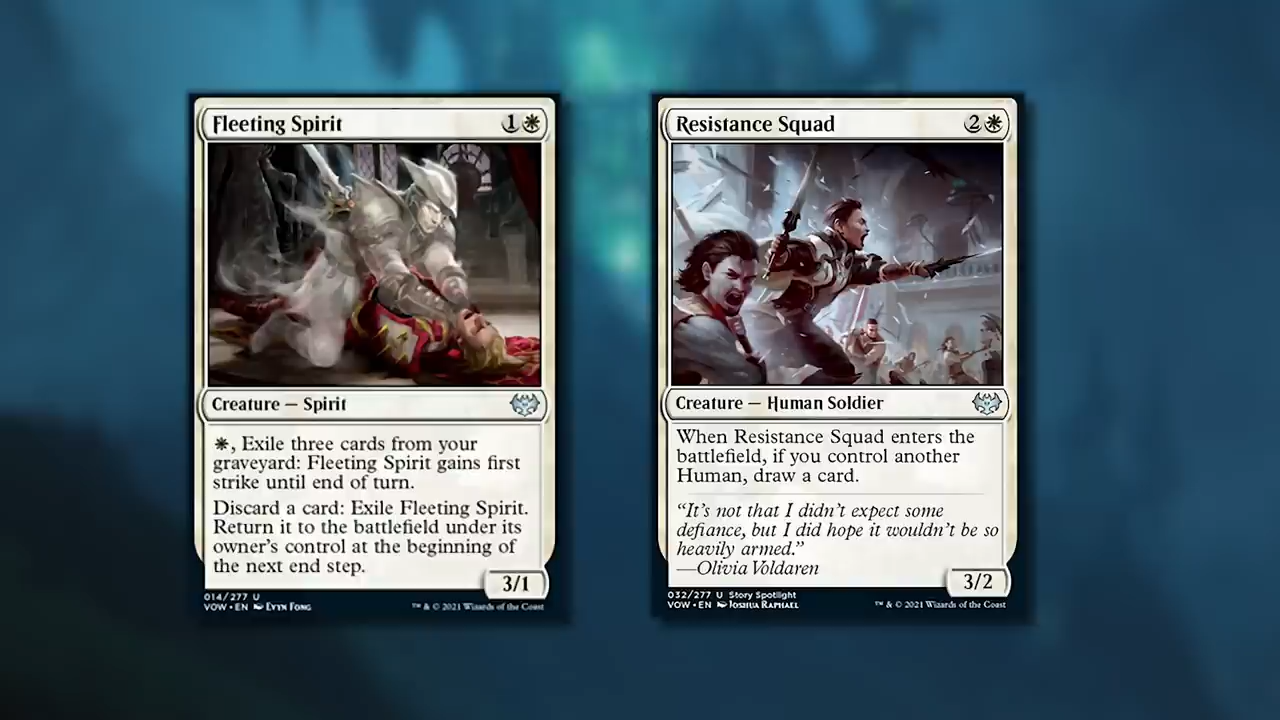 Fleeting Spirit 1
Creature — Spirit
, Exile three cards from your
graveyard: Fleeting Spirit gains first
strike until end of turn.
Discard a card: Exile Fleeting Spirit.
Return it to the battlefield under its
owner's control at the beginning of
the next end step.
3/1
014/277 U
VOW • EN Evyn Fong
™ & © 2021 Wizards of the Coast
Resistance Squad 2
Creature — Human Soldier
When Resistance Squad enters the
battlefield, if you control another
Human, draw a card.
“It's not that I didn't expect some
defiance, but I did hope it wouldn't be so
heavily armed.”
—Olivia Voldaren
3/2
032/277 U Story Spotlight
VOW • EN Joshua Raphael
™ & © 2021 Wizards of the Coast